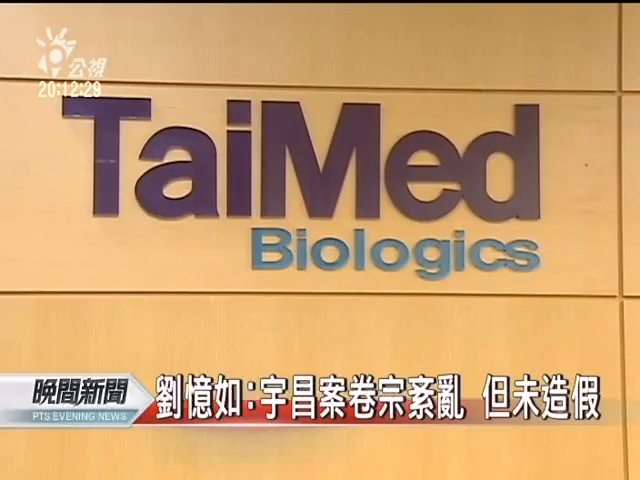 公視
20:12:29
TaiMed
Biologics
晚間新聞
PTS EVENING NEWS
劉憶如:宇昌案卷宗紊亂 但未造假